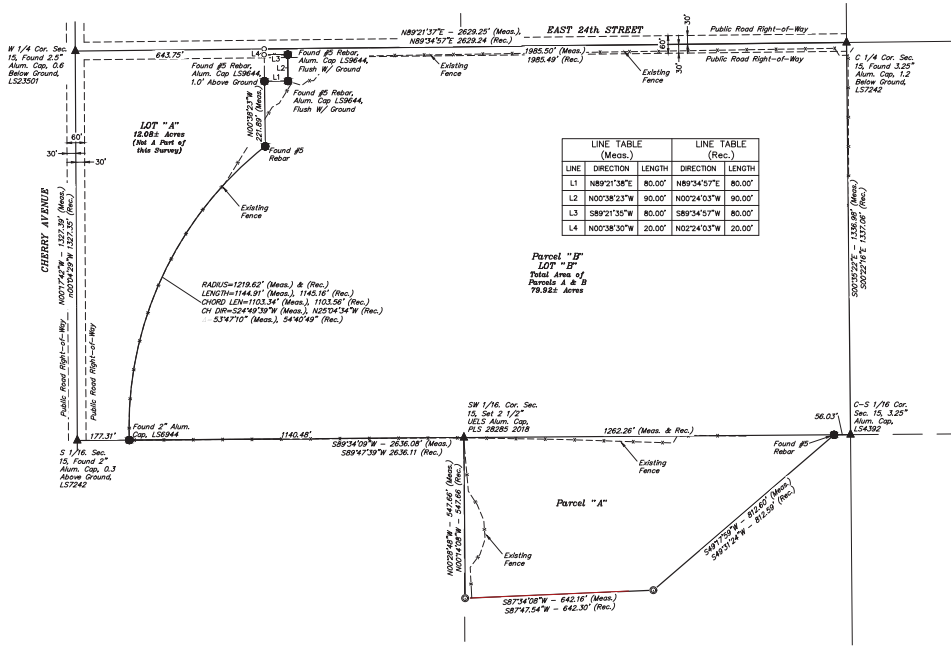 N89°21'37"E - 2629.25' (Meas.)
N89°34'57"E 2629.24 (Rec.)
EAST 24th STREET
Public Road Right-of-Way
30'
60'
30'
W 1/4 Cor. Sec.
15, Found 2.5"
Alum. Cap, 0.6
Below Ground,
LS23501
643.75'
L4
L3
L2
L1
Found #5 Rebar,
Alum. Cap LS9644,
Flush W/ Ground
Existing
Fence
1985.50' (Meas.)
1985.49' (Rec.)
Existing
Fence
Public Road Right-of-Way
C 1/4 Cor. Sec.
15, Found 3.25"
Alum. Cap, 1.2
Below Ground,
LS7242
Found #5 Rebar,
Alum. Cap LS9644,
1.0' Above Ground
Found #5 Rebar,
Alum. Cap LS9644,
Flush W/ Ground
N00°38'23"W
221.89' (Meas.)
LOT "A"
12.08± Acres
(Not A Part of
this Survey)
60'
30'
30'
Found #5
Rebar
Existing
Fence
LINE TABLE
(Meas.)
LINE TABLE
(Rec.)
LINE DIRECTION LENGTH DIRECTION LENGTH
L1 N89°21'38"E 80.00' N89°34'57"E 80.00'
L2 N00°38'23"W 90.00' N00°24'03"W 90.00'
L3 S89°21'35"W 80.00' S89°34'57"W 80.00'
L4 N00°38'30"W 20.00' N02°24'03"W 20.00'
CHERRY AVENUE
N00°17'42"W - 1327.39' (Meas.)
n00°04'29"W 1327.35' (Rec.)
Public Road Right-of-Way
Public Road Right-of-Way
Parcel "B"
LOT "B"
Total Area of
Parcels A & B
79.92± Acres
S00°35'22"E - 1336.98' (Meas.)
S00°22'16"E 1337.06' (Rec.)
RADIUS=1219.62' (Meas.) & (Rec.)
LENGTH=1144.91' (Meas.), 1145.16' (Rec.)
CHORD LEN=1103.34' (Meas.), 1103.56' (Rec.)
CH DIR=S24°49'39"W (Meas.), N25°04'34"W (Rec.)
53°47'10" (Meas.), 54°40'49" (Rec.)
177.31'
Found 2" Alum.
Cap, LS6944
1140.48'
S89°34'09"W - 2636.08' (Meas.)
S89°47'39"W 2636.11 (Rec.)
S 1/16. Sec.
15, Found 2"
Alum. Cap, 0.3
Above Ground,
LS7242
SW 1/16. Cor. Sec.
15, Set 2 1/2"
UELS Alum. Cap,
PLS 28285 2018
1262.26' (Meas. & Rec.)
Existing
Fence
56.03'
Found #5
Rebar
C-S 1/16 Cor.
Sec. 15, 3.25"
Alum. Cap,
LS4392
N00°28'48"W - 547.66' (Meas.)
N00°14'08"W - 547.66 (Rec.)
Existing
Fence
Parcel "A"
S49°17'59"W - 812.60' (Meas.)
S49°31'24"W - 812.59' (Rec.)
S87°34'08"W - 642.16' (Meas.)
S87°47.54"W - 642.30' (Rec.)